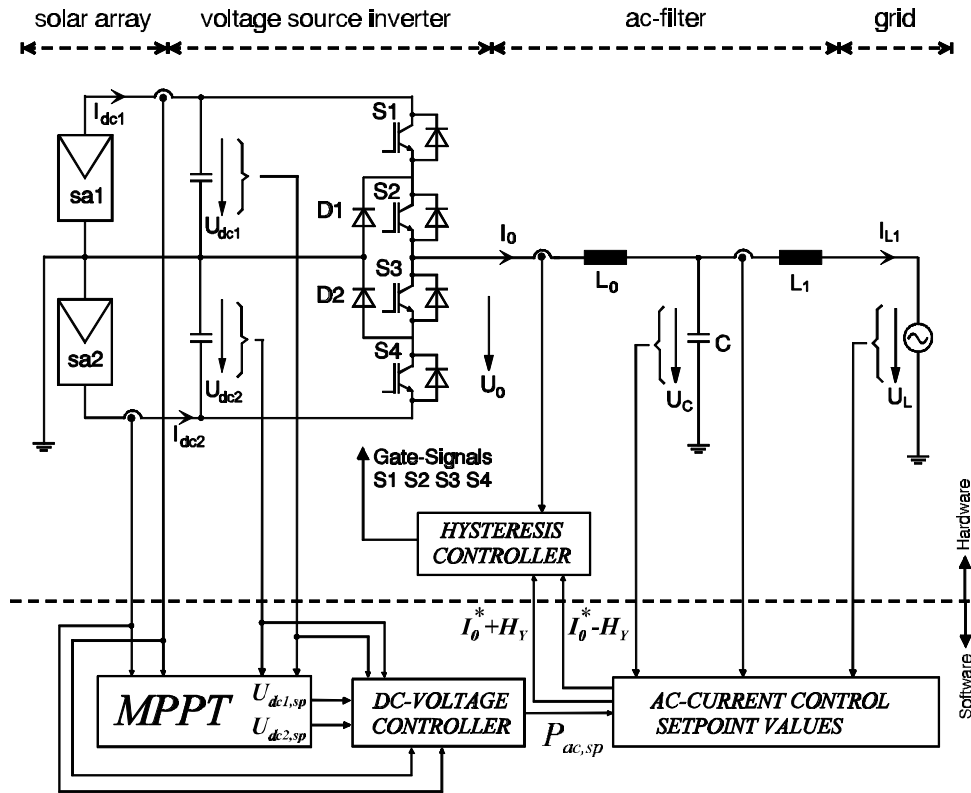 solar array
voltage source inverter
ac-filter
grid
I_dc1
S1
sa1
U_dc1
D1
S2
I_0
I_L1
S3
L_0
L_1
D2
sa2
U_dc2
S4
U_0
U_C
C
U_L
I_dc2
Gate-Signals
S1 S2 S3 S4
HYSTERESIS
CONTROLLER
Hardware
Software
I_0^*+H_Y
I_0^*-H_Y
MPPT
U_dc1,sp
U_dc2,sp
DC-VOLTAGE
CONTROLLER
P_ac,sp
AC-CURRENT CONTROL
SETPOINT VALUES